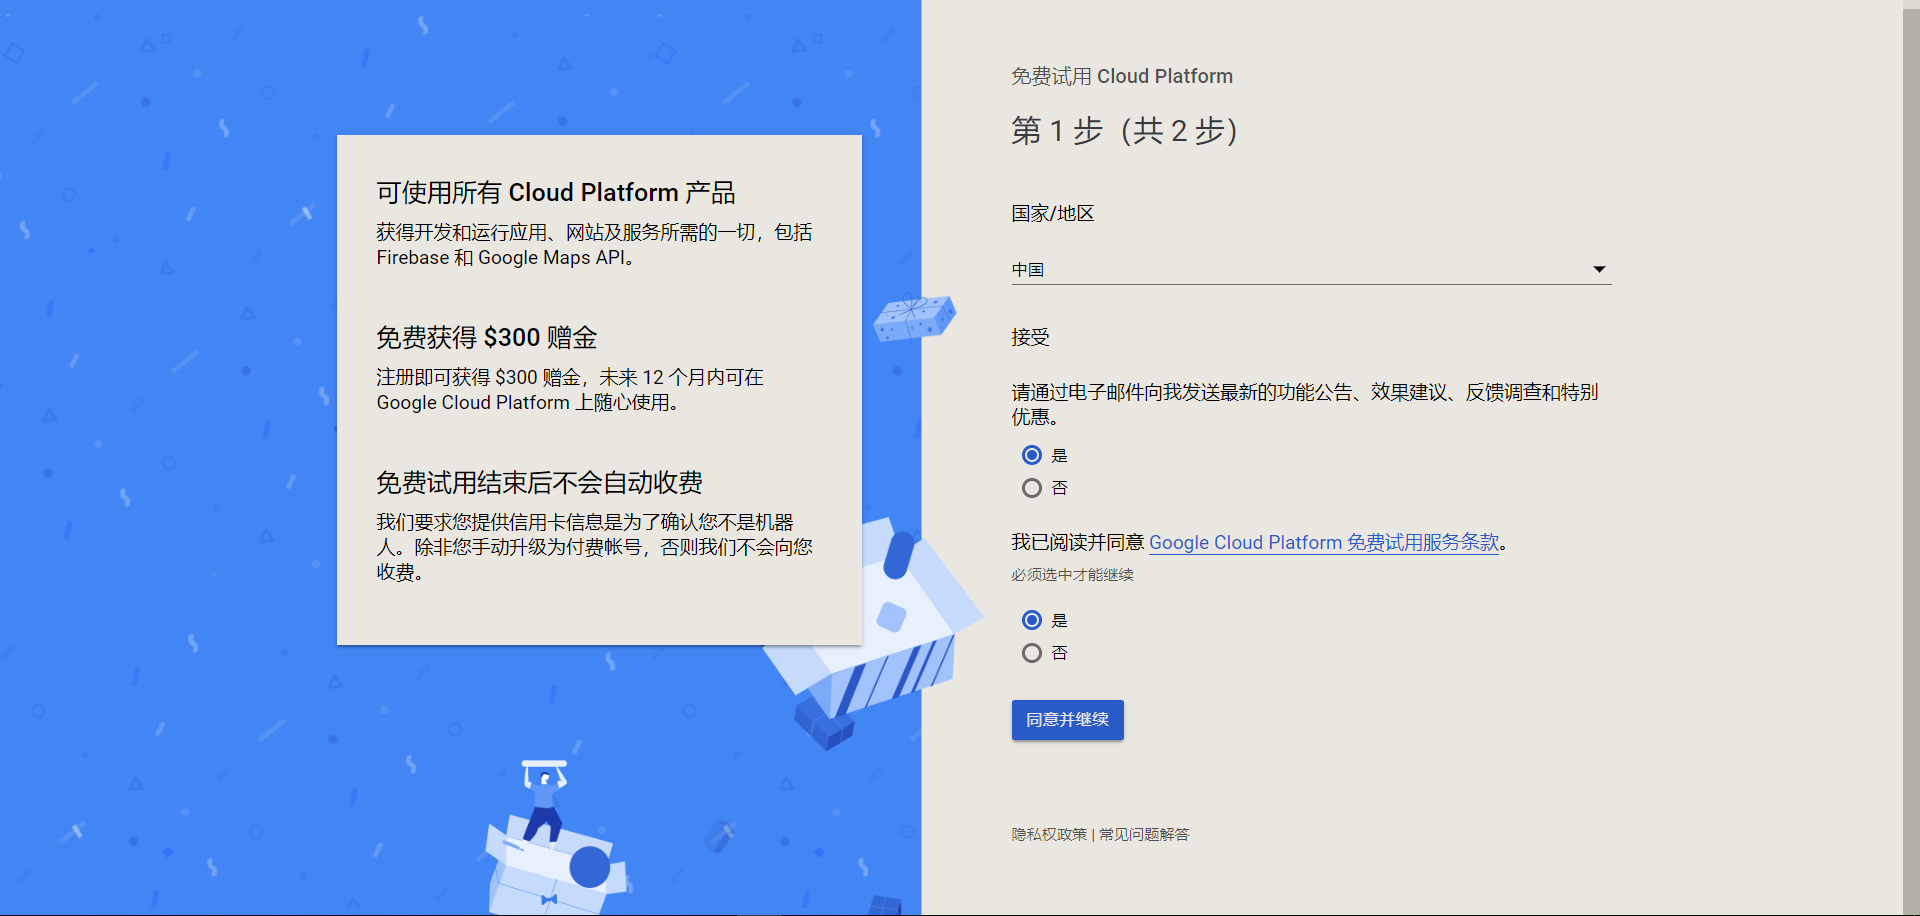 可使用所有 Cloud Platform 产品
获得开发和运行应用、网站及服务所需的一切，包括
Firebase 和 Google Maps API。
免费获得 $300 赠金
注册即可获得 $300 赠金，未来 12 个月内可在
Google Cloud Platform 上随心使用。
免费试用结束后不会自动收费
我们要求您提供信用卡信息是为了确认您不是机器
人。除非您手动升级为付费帐号，否则我们不会向您
收费。
免费试用 Cloud Platform
第 1 步（共 2 步）
国家/地区
中国
接受
请通过电子邮件向我发送最新的功能公告、效果建议、反馈调查和特别
优惠。
是
否
我已阅读并同意 Google Cloud Platform 免费试用服务条款。
必须选中才能继续
是
否
同意并继续
隐私权政策 | 常见问题解答